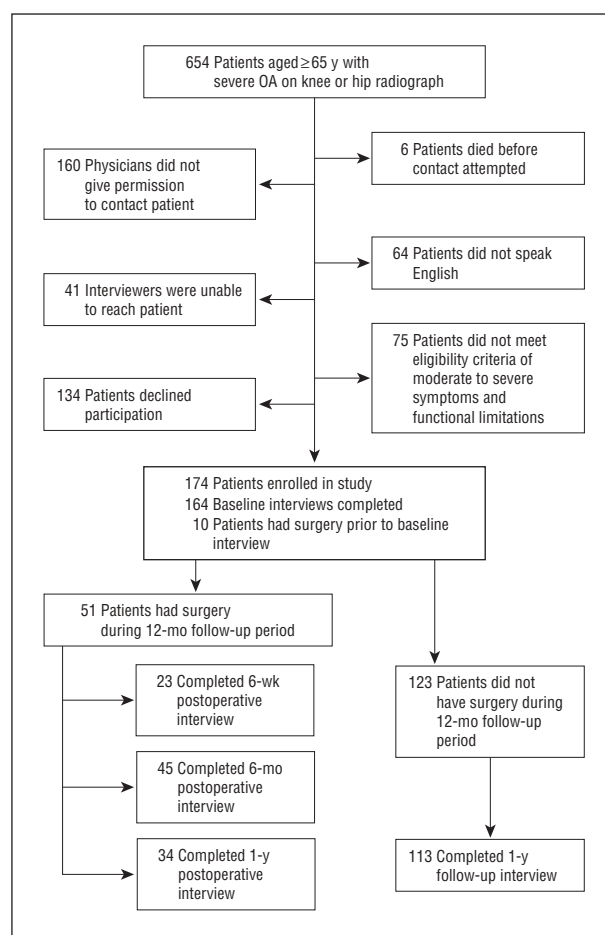 654 Patients aged ≥65 y with
severe OA on knee or hip radiograph
6 Patients died before
contact attempted
160 Physicians did not
give permission
to contact patient
64 Patients did not speak
English
41 Interviewers were unable
to reach patient
75 Patients did not meet
eligibility criteria of
moderate to severe
symptoms and
functional limitations
134 Patients declined
participation
174 Patients enrolled in study
164 Baseline interviews completed
10 Patients had surgery prior to baseline
interview
51 Patients had surgery
during 12-mo follow-up period
23 Completed 6-wk
postoperative
interview
45 Completed 6-mo
postoperative
interview
34 Completed 1-y
postoperative
interview
123 Patients did not
have surgery during
12-mo follow-up
period
113 Completed 1-y
follow-up interview